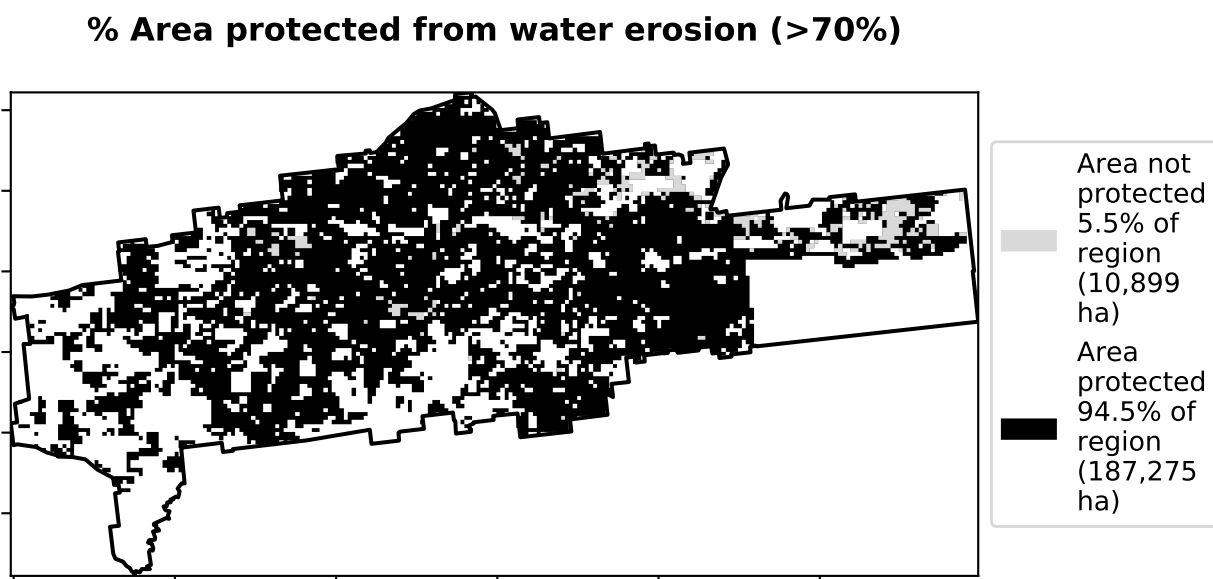 % Area protected from water erosion (>70%)
Area not
protected
5.5% of
region
(10,899
ha)
Area
protected
94.5% of
region
(187,275
ha)